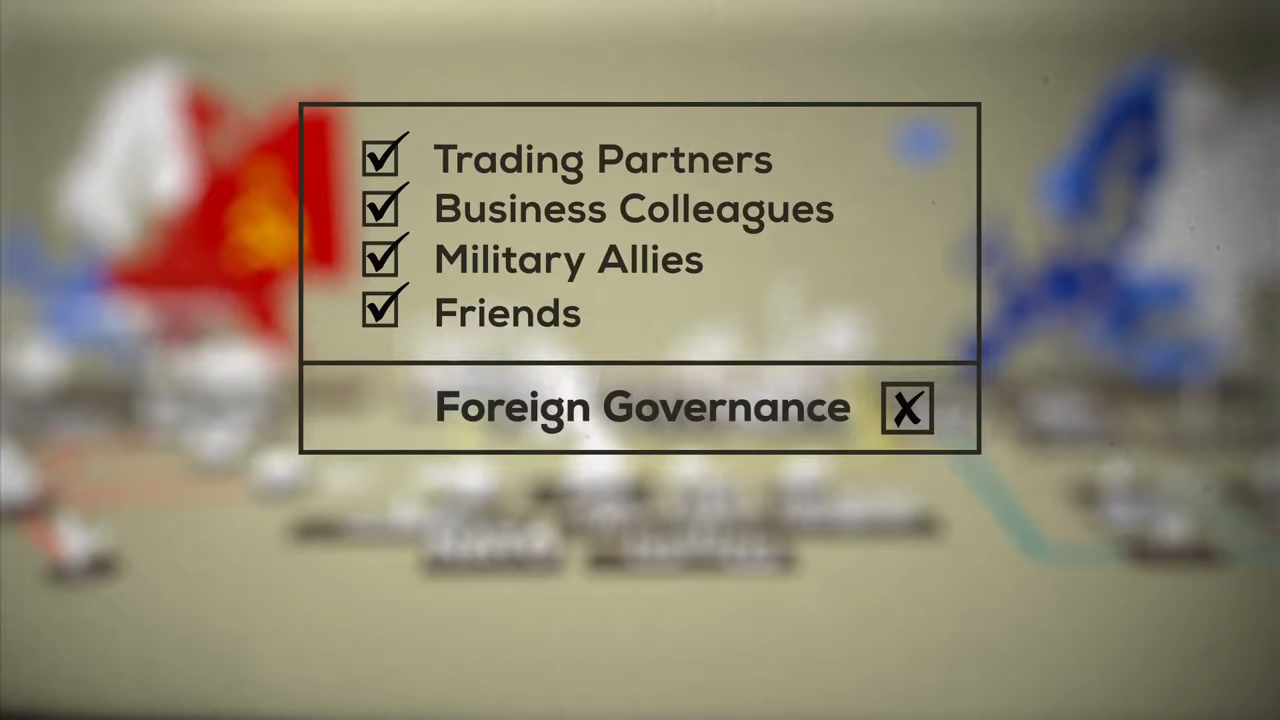 Trading Partners
Business Colleagues
Military Allies
Friends
Foreign Governance